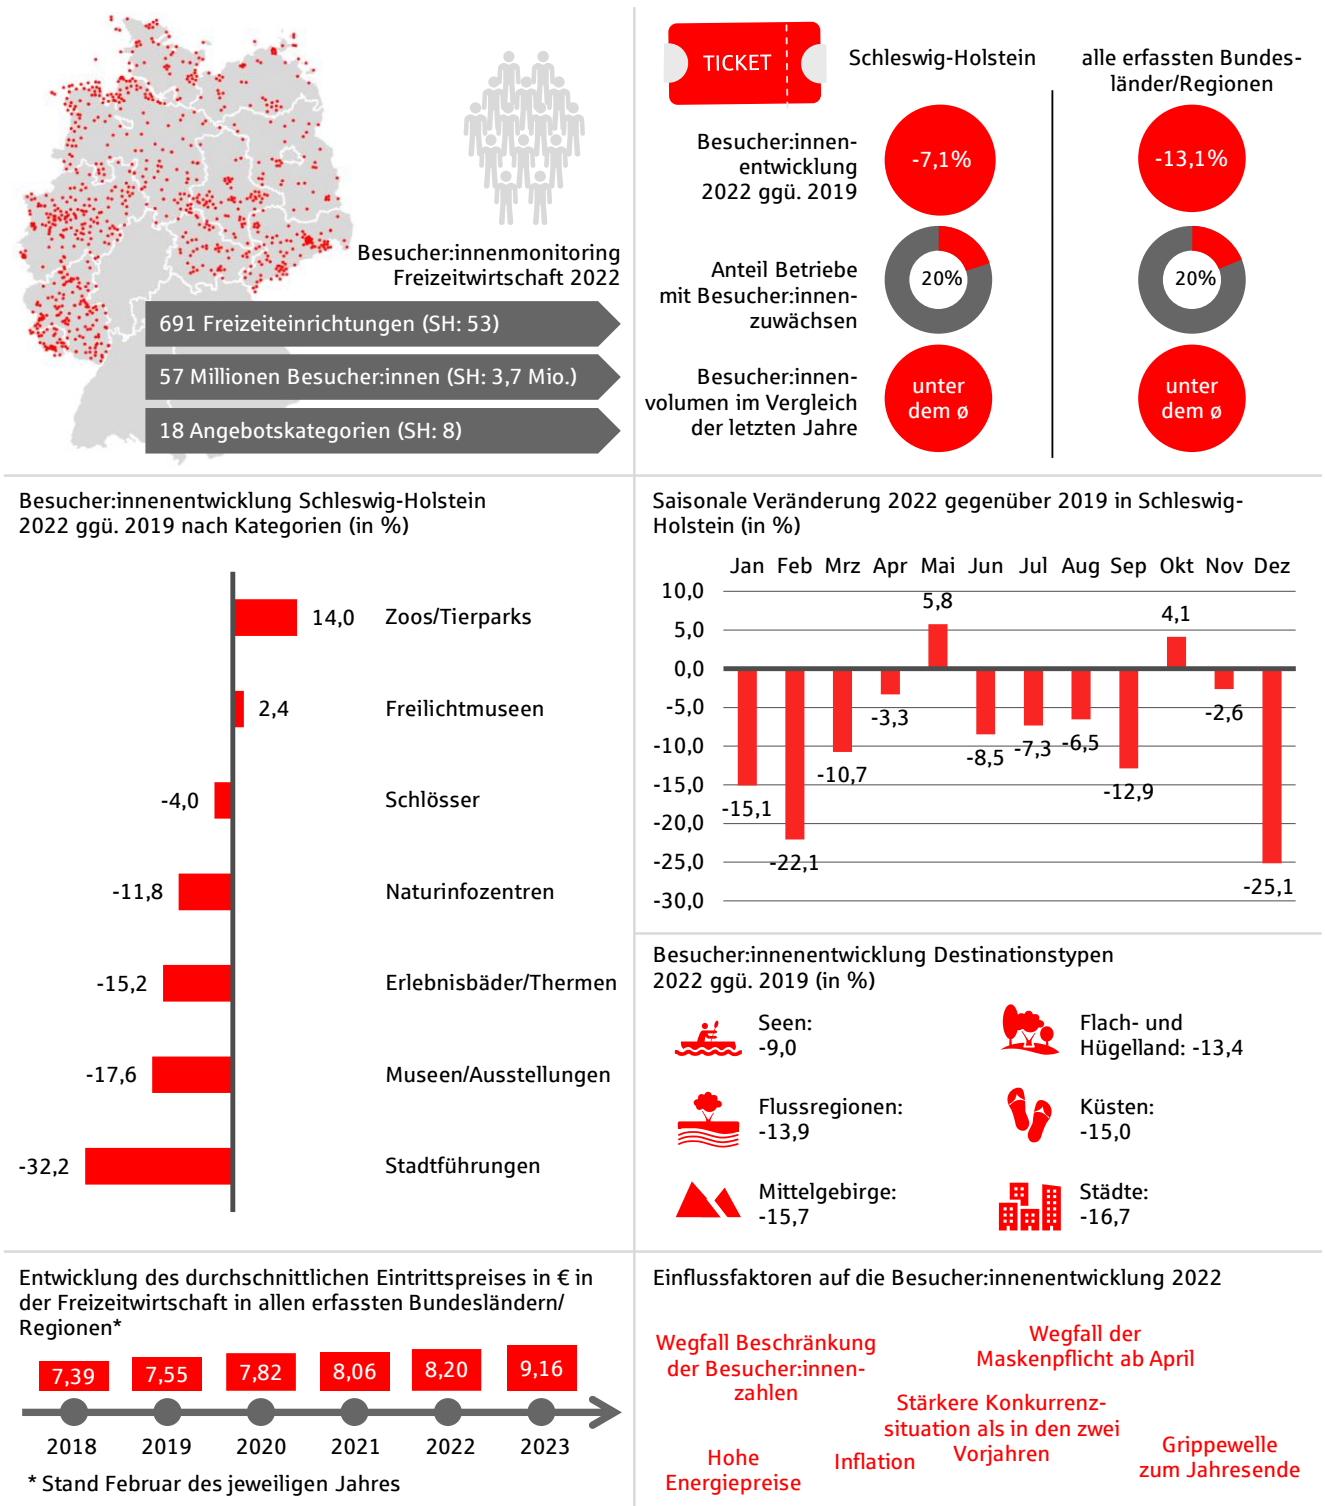 Besucher:innenmonitoring
Freizeitwirtschaft 2022
691 Freizeiteinrichtungen (SH: 53)
57 Millionen Besucher:innen (SH: 3,7 Mio.)
18 Angebotskategorien (SH: 8)
TICKET
Schleswig-Holstein
alle erfassten Bundes-
länder/Regionen
Besucher:innen-
entwicklung
2022 ggü. 2019
-7,1%
-13,1%
Anteil Betriebe
mit Besucher:innen-
zuwächsen
20%
20%
Besucher:innen-
volumen im Vergleich
der letzten Jahre
unter
dem ø
unter
dem ø
Besucher:innenentwicklung Schleswig-Holstein
2022 ggü. 2019 nach Kategorien (in %)
14,0 Zoos/Tierparks
2,4 Freilichtmuseen
-4,0 Schlösser
-11,8 Naturinfozentren
-15,2 Erlebnisbäder/Thermen
-17,6 Museen/Ausstellungen
-32,2 Stadtführungen
Saisonale Veränderung 2022 gegenüber 2019 in Schleswig-
Holstein (in %)
Jan Feb Mrz Apr Mai Jun Jul Aug Sep Okt Nov Dez
10,0
5,0
0,0
-5,0
-10,0
-15,0
-20,0
-25,0
-30,0
-15,1
-22,1
-10,7
-3,3
5,8
-8,5
-7,3
-6,5
-12,9
4,1
-2,6
-25,1
Besucher:innenentwicklung Destinationstypen
2022 ggü. 2019 (in %)
Seen:
-9,0
Flach- und
Hügelland: -13,4
Flussregionen:
-13,9
Küsten:
-15,0
Mittelgebirge:
-15,7
Städte:
-16,7
Entwicklung des durchschnittlichen Eintrittspreises in € in
der Freizeitwirtschaft in allen erfassten Bundesländern/
Regionen*
7,39 7,55 7,82 8,06 8,20 9,16
2018 2019 2020 2021 2022 2023
* Stand Februar des jeweiligen Jahres
Einflussfaktoren auf die Besucher:innenentwicklung 2022
Wegfall Beschränkung
der Besucher:innen-
zahlen
Wegfall der
Maskenpflicht ab April
Stärkere Konkurrenz-
situation als in den zwei
Vorjahren
Hohe
Energiepreise
Inflation
Grippewelle
zum Jahresende